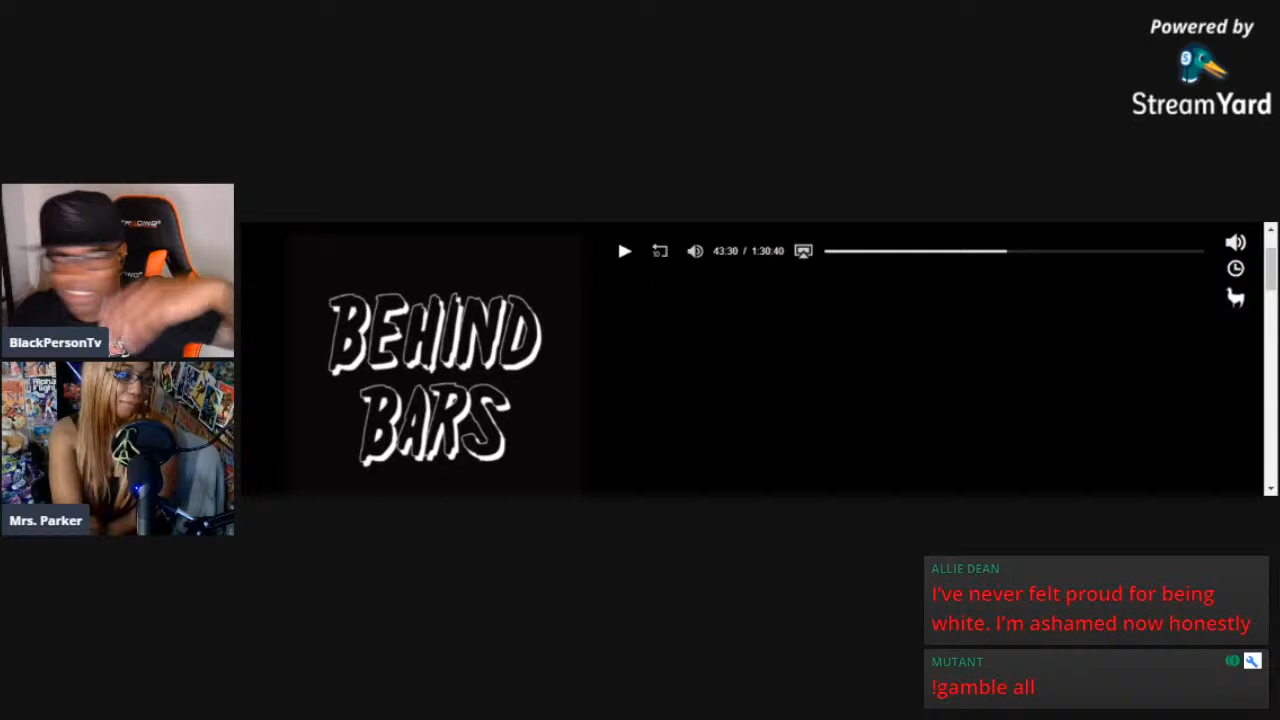 Powered by
StreamYard
BlackPersonTv
Mrs. Parker
BEHIND
BARS
10
43:30 / 1:30:40
ALLIE DEAN
I've never felt proud for being
white. I'm ashamed now honestly
MUTANT
!gamble all